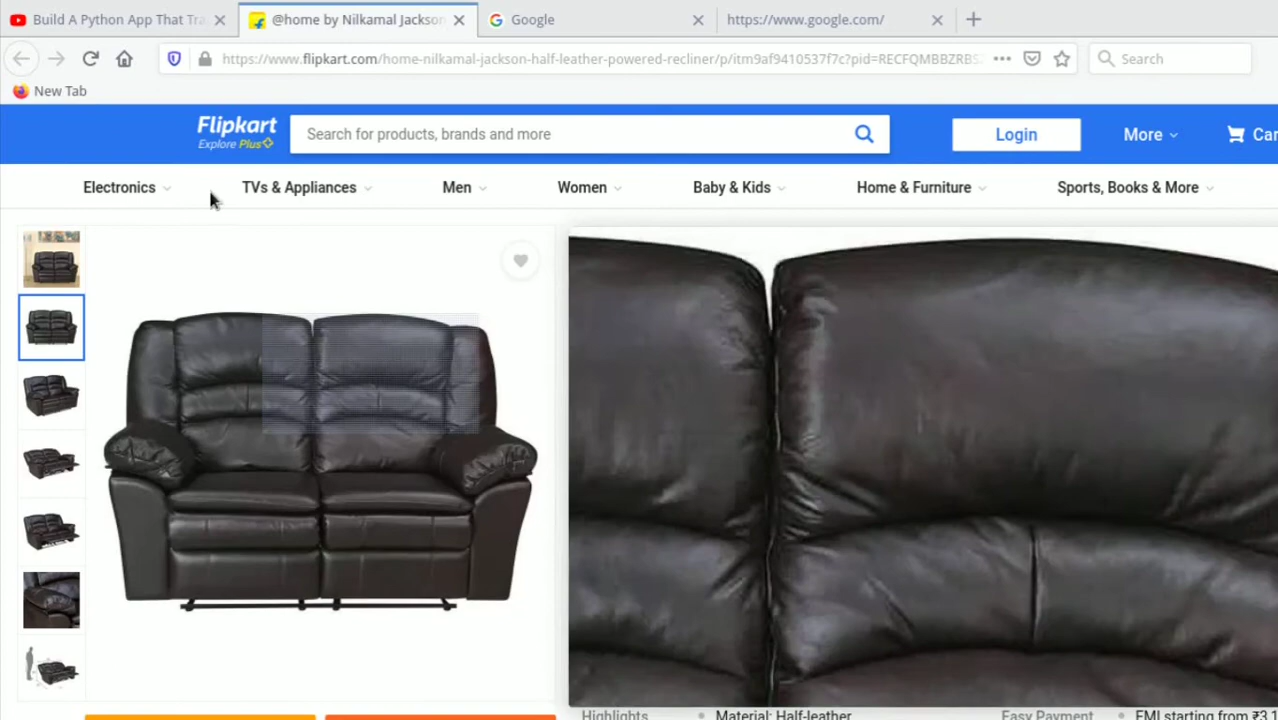 Build A Python App That Tra
@home by Nilkamal Jackson
Google
https://www.google.com/
https://www.flipkart.com/home-nilkamal-jackson-half-leather-powered-recliner/p/itm9af9410537f7c?pid=RECFQMBBZRBS
Search
New Tab
Flipkart
Explore Plus
Search for products, brands and more
Login
More
Car
Electronics
TVs & Appliances
Men
Women
Baby & Kids
Home & Furniture
Sports, Books & More
Highlights
Material: Half-leather
Easy Payment
EMI starting from ₹3,1